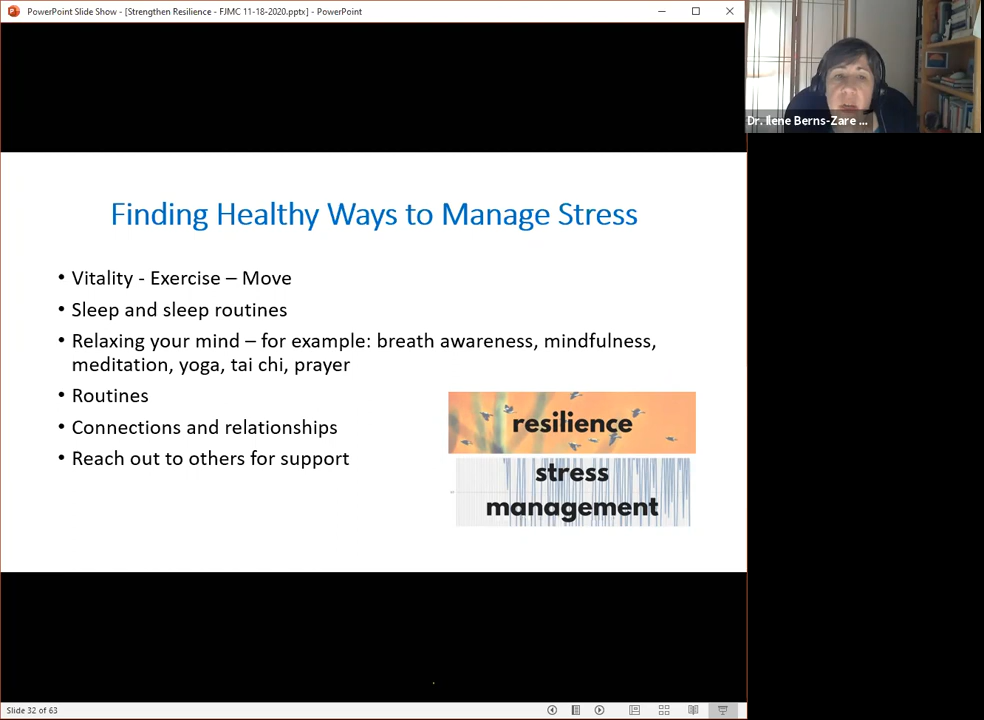 PowerPoint Slide Show - [Strengthen Resilience - FJMC 11-18-2020.pptx] - PowerPoint
Dr. Ilene Berns-Zare ...
Finding Healthy Ways to Manage Stress
• Vitality - Exercise – Move
• Sleep and sleep routines
• Relaxing your mind – for example: breath awareness, mindfulness,
meditation, yoga, tai chi, prayer
• Routines
• Connections and relationships
• Reach out to others for support
resilience
stress
management
Slide 32 of 63